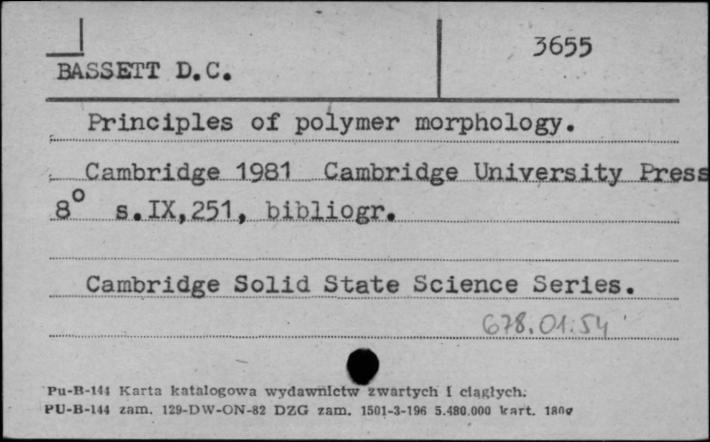 3655
BASSETT D.C.
Principles of polymer morphology.
Cambridge 1981 Cambridge University Press
8° s.IX,251, bibliogr.
Cambridge Solid State Science Series.
678.01:54
Pu-B-144 Karta katalogowa wydawnictw zwartych i ciągłych.
PU-B-144 zam. 129-DW-ON-82 DZG zam. 1501-3-196 5.480.000 kart. 180g